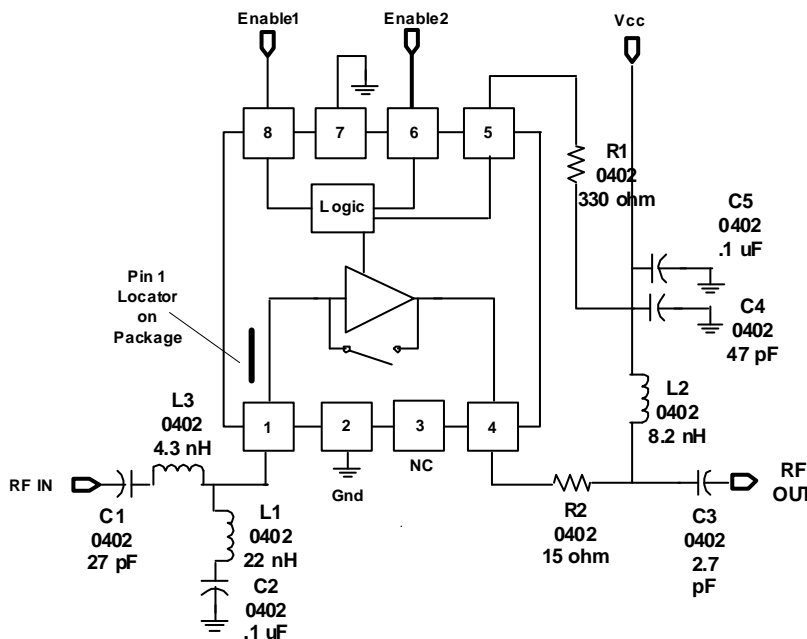 Enable1
Enable2
Vcc
8
7
6
5
R1
0402
330 ohm
Logic
C5
0402
.1 uF
Pin 1
Locator
on
Package
C4
0402
47 pF
L3
0402
4.3 nH
L2
0402
8.2 nH
1
2
3
4
NC
RF IN
Gnd
RF
OUT
C1
0402
27 pF
L1
0402
22 nH
C2
0402
.1 uF
R2
0402
15 ohm
C3
0402
2.7
pF